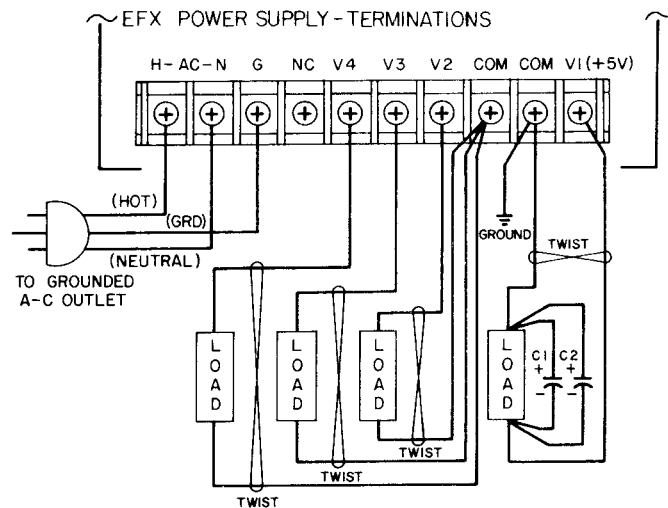 EFX POWER SUPPLY - TERMINATIONS
H- AC-N G NC V4 V3 V2 COM COM V1(+5V)
(HOT)
(GRD)
(NEUTRAL)
TO GROUNDED
A-C OUTLET
GROUND
TWIST
LOAD
LOAD
LOAD
LOAD
C1
+
-
C2
+
-
TWIST
TWIST
TWIST